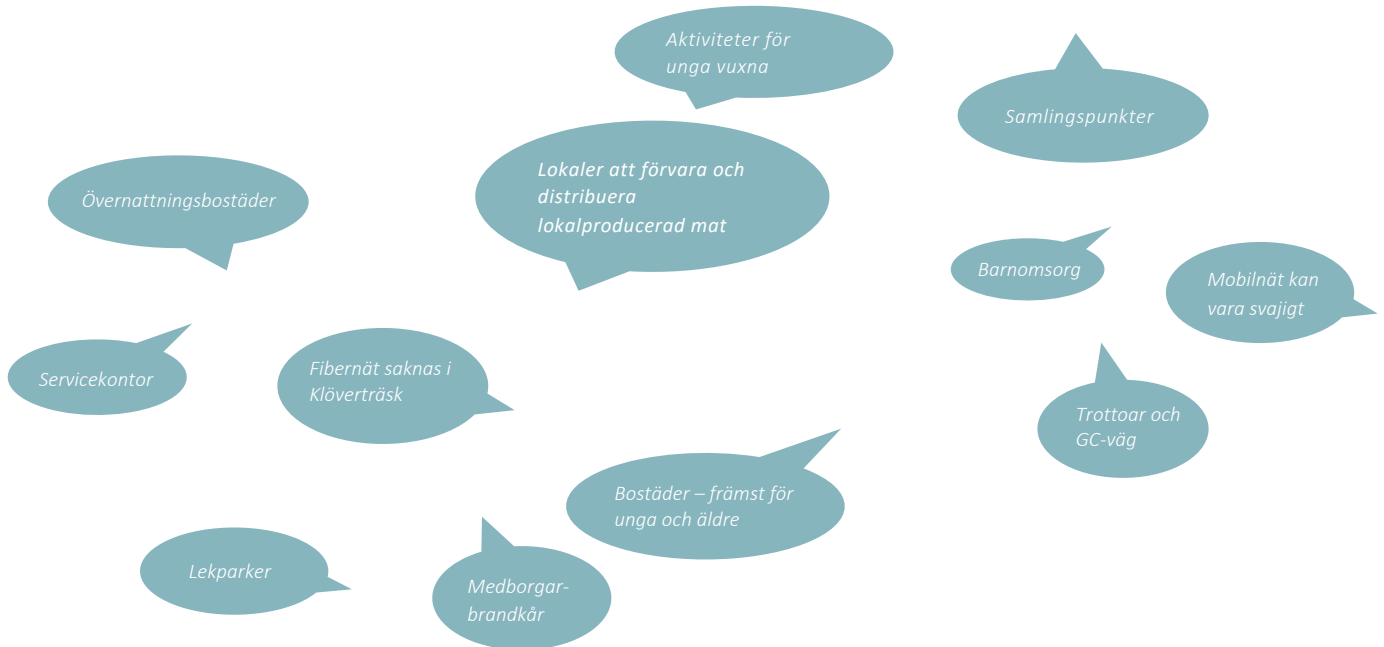 Aktiviteter för
unga vuxna
Samlingspunkter
Lokaler att förvara och
distribuera
lokalproducerad mat
Övernattningsbostäder
Barnomsorg
Mobilnät kan
vara svajigt
Servicekontor
Fibernät saknas i
Klöverträsk
Trottoar och
GC-väg
Bostäder – främst för
unga och äldre
Lekparker
Medborgar-
brandkår